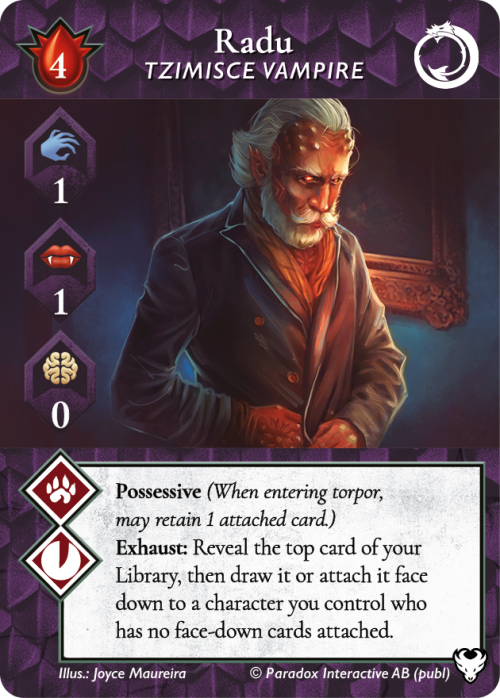 4
Radu
TZIMISCE VAMPIRE
1
1
0
Possessive (When entering torpor,
may retain 1 attached card.)
Exhaust: Reveal the top card of your
Library, then draw it or attach it face
down to a character you control who
has no face-down cards attached.
Illus.: Joyce Maureira
© Paradox Interactive AB (publ)